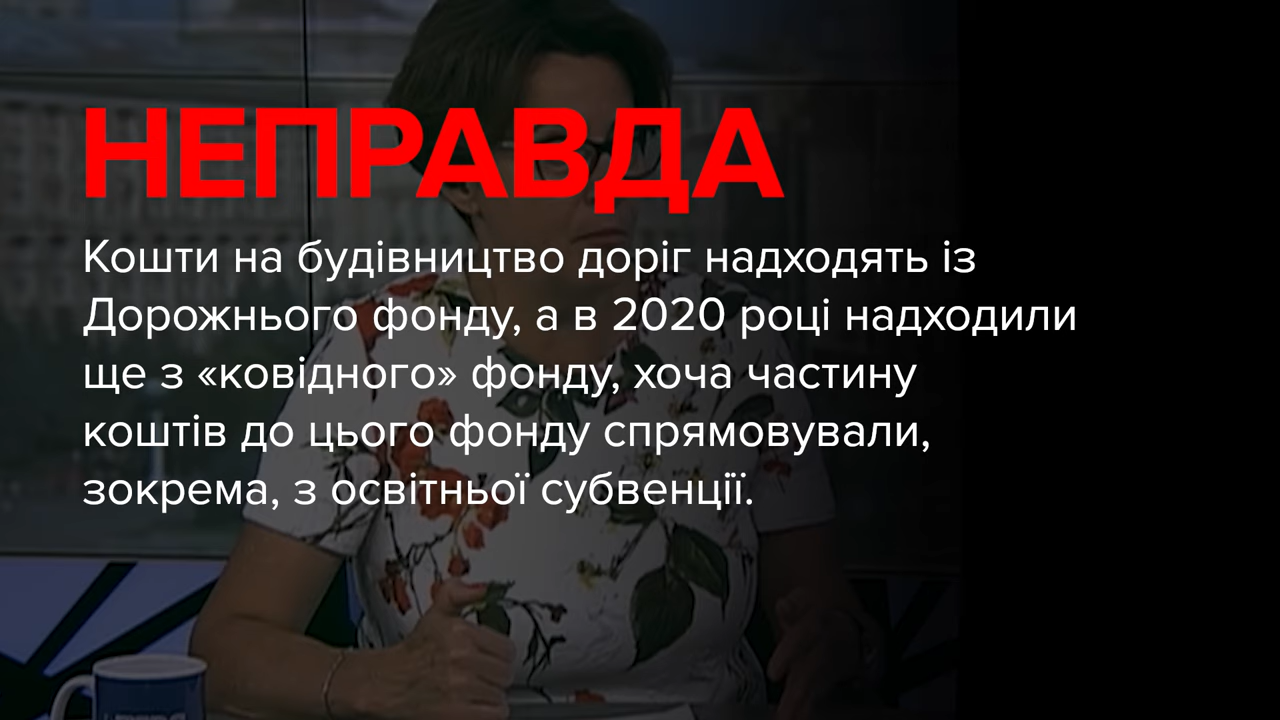 НЕПРАВДА
Кошти на будівництво доріг надходять із
Дорожнього фонду, а в 2020 році надходили
ще з «ковідного» фонду, хоча частину
коштів до цього фонду спрямовували,
зокрема, з освітньої субвенції.